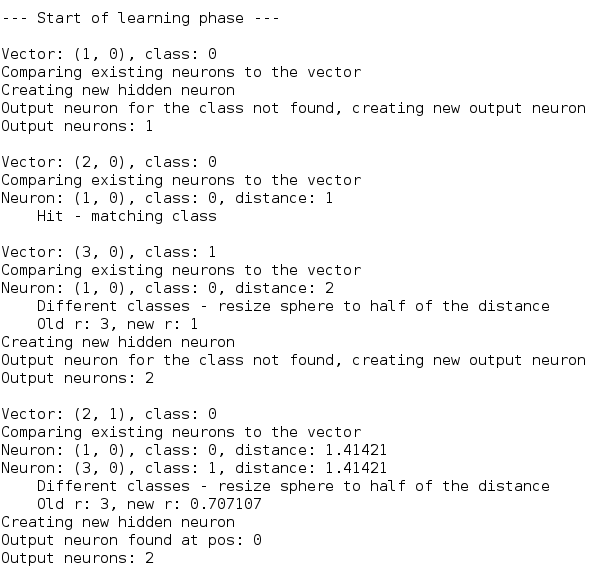 --- Start of learning phase ---

Vector: (1, 0), class: 0
Comparing existing neurons to the vector
Creating new hidden neuron
Output neuron for the class not found, creating new output neuron
Output neurons: 1

Vector: (2, 0), class: 0
Comparing existing neurons to the vector
Neuron: (1, 0), class: 0, distance: 1
    Hit - matching class

Vector: (3, 0), class: 1
Comparing existing neurons to the vector
Neuron: (1, 0), class: 0, distance: 2
    Different classes - resize sphere to half of the distance
    Old r: 3, new r: 1
Creating new hidden neuron
Output neuron for the class not found, creating new output neuron
Output neurons: 2

Vector: (2, 1), class: 0
Comparing existing neurons to the vector
Neuron: (1, 0), class: 0, distance: 1.41421
Neuron: (3, 0), class: 1, distance: 1.41421
    Different classes - resize sphere to half of the distance
    Old r: 3, new r: 0.707107
Creating new hidden neuron
Output neuron found at pos: 0
Output neurons: 2